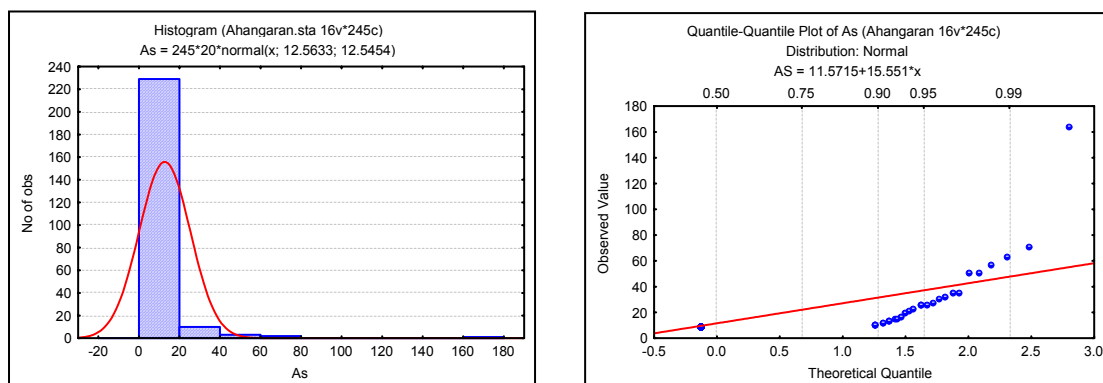 Histogram (Ahangaran.sta 16v*245c)
As = 245*20*normal(x; 12.5633; 12.5454)
No of obs
240
220
200
180
160
140
120
100
80
60
40
20
0
-20 0 20 40 60 80 100 120 140 160 180
As
Quantile-Quantile Plot of As (Ahangaran 16v*245c)
Distribution: Normal
AS = 11.5715+15.551*x
0.50 0.75 0.90 0.95 0.99
Observed Value
180
160
140
120
100
80
60
40
20
0
-0.5 0.0 0.5 1.0 1.5 2.0 2.5 3.0
Theoretical Quantile